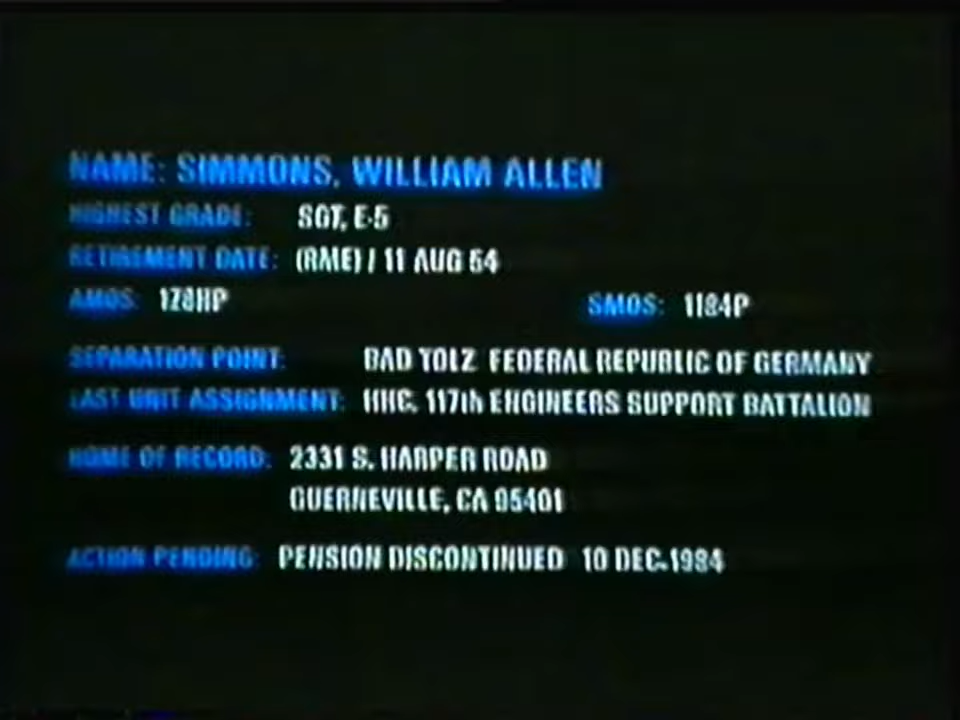 NAME: SIMMONS, WILLIAM ALLEN
HIGHEST GRADE: SGT, E-5
RETIREMENT DATE: (RME) / 11 AUG 54
AMOS: 128HP SMOS: 1184P
SEPARATION POINT: BAD TOLZ FEDERAL REPUBLIC OF GERMANY
LAST UNIT ASSIGNMENT: HHC, 117th ENGINEERS SUPPORT BATTALION
HOME OF RECORD: 2331 S. HARPER ROAD
GUERNEVILLE, CA 95401
ACTION PENDING: PENSION DISCONTINUED 10 DEC.1984